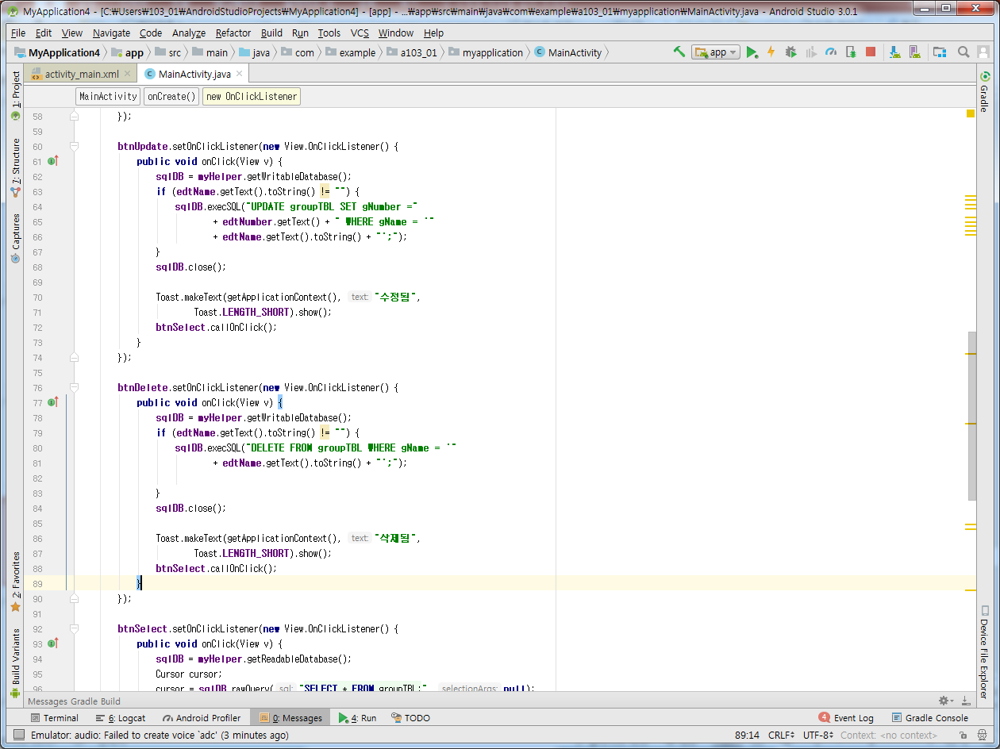 MyApplication4 - [C:₩Users₩103_01₩AndroidStudioProjects₩MyApplication4] - [app] - ...₩app₩src₩main₩java₩com₩example₩a103_01₩myapplication₩MainActivity.java - Android Studio 3.0.1
File Edit View Navigate Code Analyze Refactor Build Run Tools VCS Window Help
MyApplication4 app src main java com example a103_01 myapplication MainActivity app
activity_main.xml MainActivity.java
MainActivity onCreate() new OnClickListener
1: Project
7: Structure
Captures
2: Favorites
Build Variants
58 });
59
60 btnUpdate.setOnClickListener(new View.OnClickListener() {
61 public void onClick(View v) {
62 sqlDB = myHelper.getWritableDatabase();
63 if (edtName.getText().toString() != "") {
64 sqlDB.execSQL("UPDATE groupTBL SET gNumber ="
65 + edtNumber.getText() + " WHERE gName = '"
66 + edtName.getText().toString() + "';");
67 }
68 sqlDB.close();
69
70 Toast.makeText(getApplicationContext(), text: "수정됨",
71 Toast.LENGTH_SHORT).show();
72 btnSelect.callOnClick();
73 }
74 });
75
76 btnDelete.setOnClickListener(new View.OnClickListener() {
77 public void onClick(View v) {
78 sqlDB = myHelper.getWritableDatabase();
79 if (edtName.getText().toString() != "") {
80 sqlDB.execSQL("DELETE FROM groupTBL WHERE gName = '"
81 + edtName.getText().toString() + "';");
82
83 }
84 sqlDB.close();
85
86 Toast.makeText(getApplicationContext(), text: "삭제됨",
87 Toast.LENGTH_SHORT).show();
88 btnSelect.callOnClick();
89 }
90 });
91
92 btnSelect.setOnClickListener(new View.OnClickListener() {
93 public void onClick(View v) {
94 sqlDB = myHelper.getReadableDatabase();
95 Cursor cursor;
96 cursor = sqlDB.rawQuery( sql: "SELECT * FROM groupTBL;", selectionArgs: null);
Gradle
Device File Explorer
Messages Gradle Build
Terminal 6: Logcat Android Profiler 0: Messages 4: Run TODO 4 Event Log Gradle Console
Emulator: audio: Failed to create voice `adc' (3 minutes ago) 89:14 CRLF UTF-8 Context: <no context>